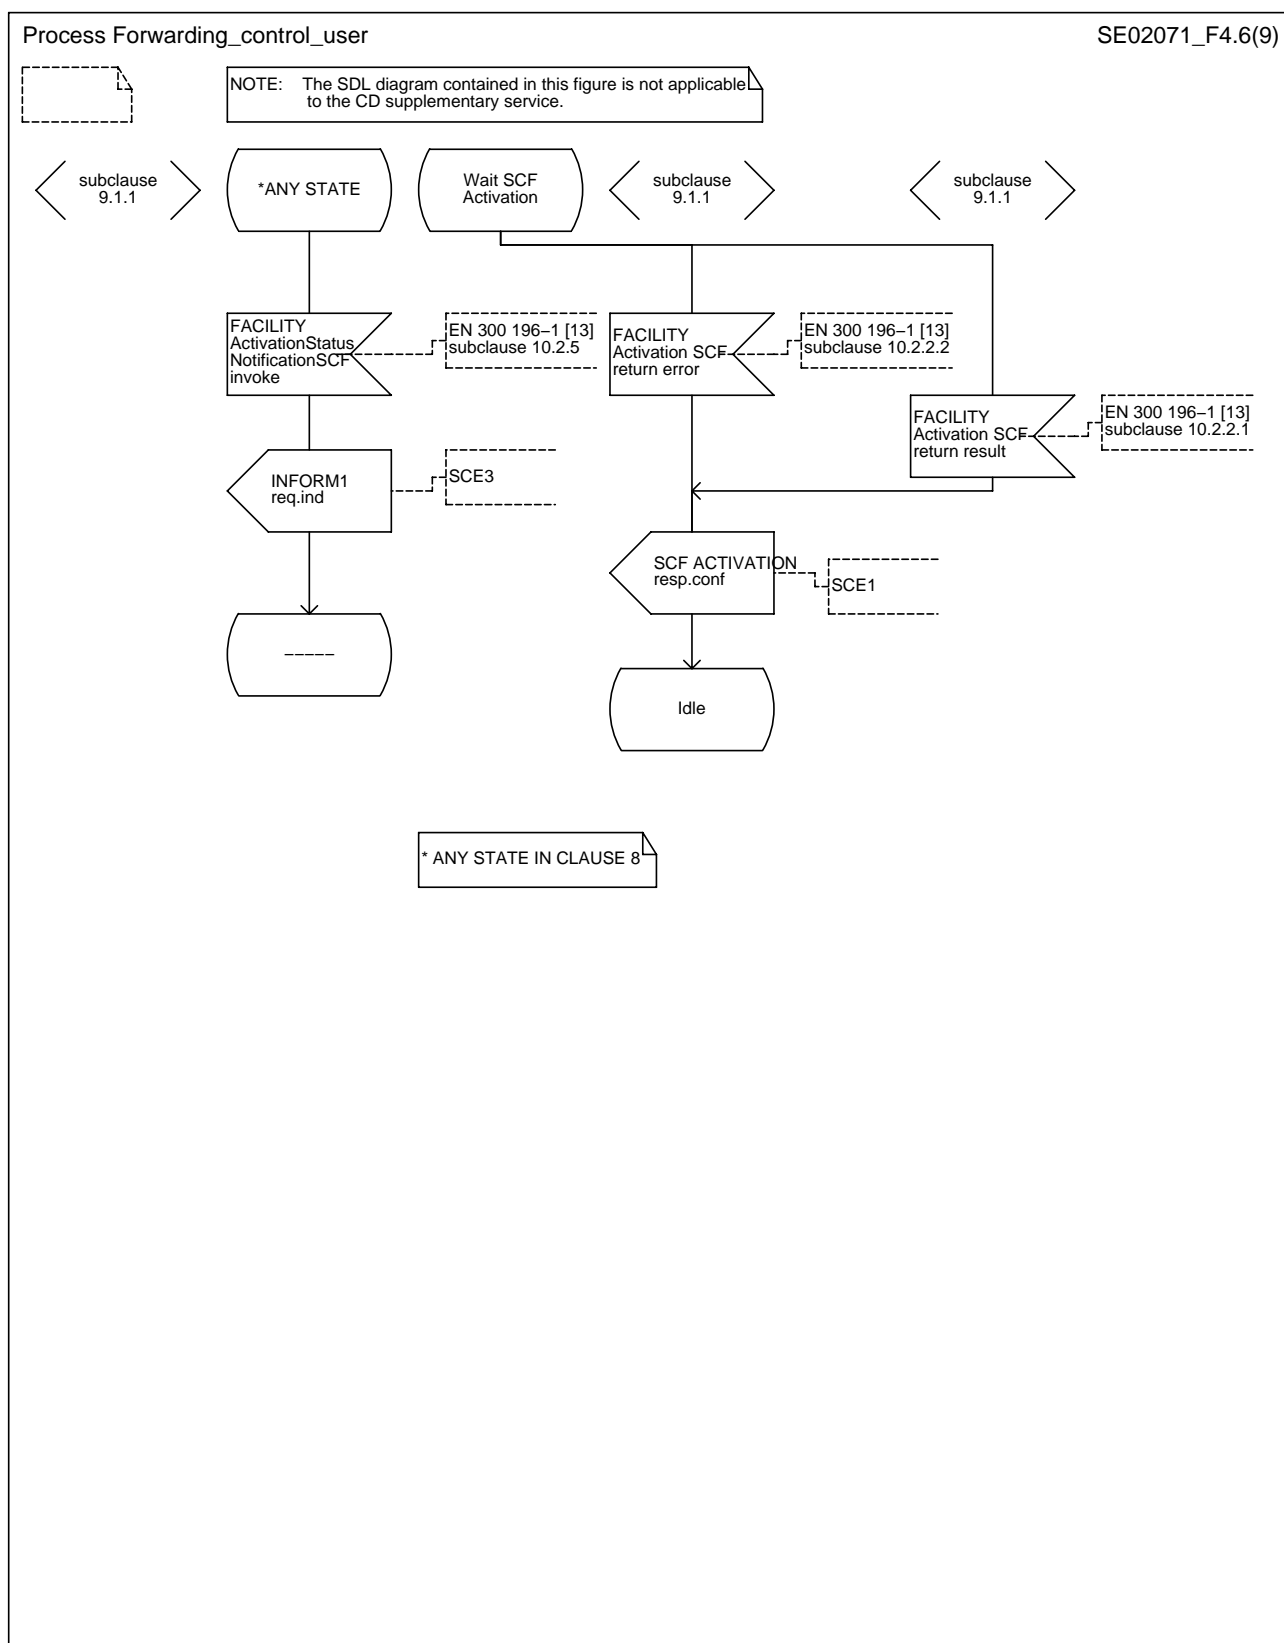 Process Forwarding_control_user
SE02071_F4.6(9)
NOTE: The SDL diagram contained in this figure is not applicable
to the CD supplementary service.
subclause
9.1.1
*ANY STATE
Wait SCF
Activation
subclause
9.1.1
subclause
9.1.1
FACILITY
ActivationStatus
NotificationSCF
invoke
EN 300 196–1 [13]
subclause 10.2.5
FACILITY
Activation SCF
return error
EN 300 196–1 [13]
subclause 10.2.2.2
FACILITY
Activation SCF
return result
EN 300 196–1 [13]
subclause 10.2.2.1
INFORM1
req.ind
SCE3
SCF ACTIVATION
resp.conf
SCE1
–––––
Idle
* ANY STATE IN CLAUSE 8